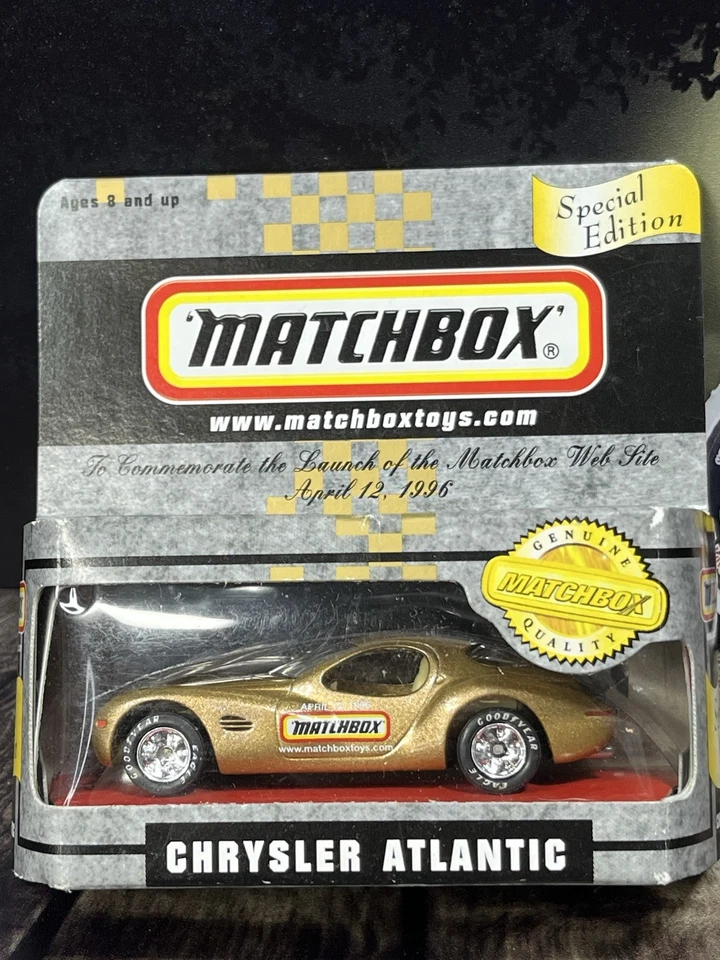 Ages 8 and up
Special
Edition
'MATCHBOX'®
www.matchboxtoys.com
To Commemorate the Launch of the Matchbox Web Site
April 12, 1996
GENUINE
MATCHBOX
QUALITY
APRIL
MATCHBOX
www.matchboxtoys.com
GOODYEAR
EAGLE
GOODYEAR
EAGLE
CHRYSLER ATLANTIC